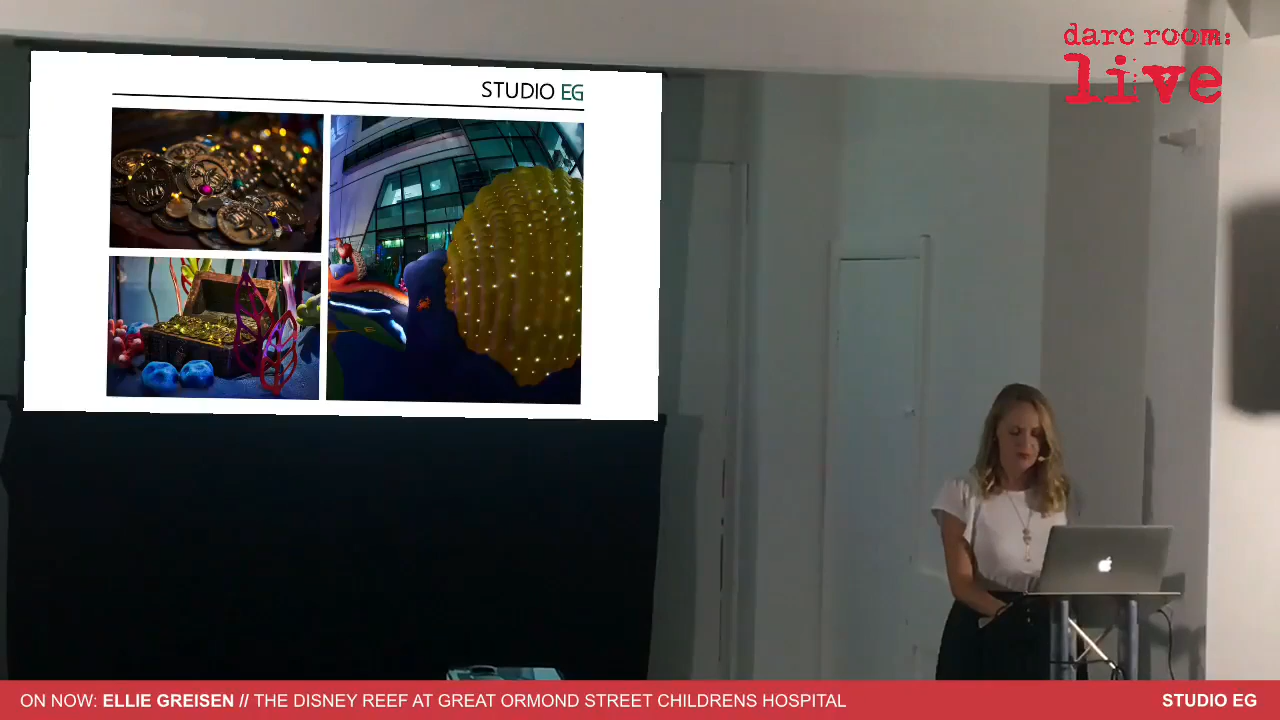 darc room:
live
STUDIO EG
ON NOW: ELLIE GREISEN // THE DISNEY REEF AT GREAT ORMOND STREET CHILDRENS HOSPITAL
STUDIO EG